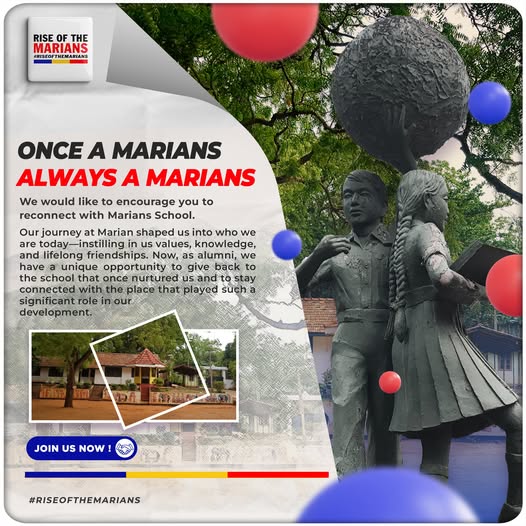 RISE OF THE
MARIANS
#RISEOFTHEMARIANS
ONCE A MARIANS
ALWAYS A MARIANS
We would like to encourage you to
reconnect with Marians School.
Our journey at Marian shaped us into who we
are today—instilling in us values, knowledge,
and lifelong friendships. Now, as alumni, we
have a unique opportunity to give back to
the school that once nurtured us and to stay
connected with the place that played such a
significant role in our
development.
JOIN US NOW !
#RISEOFTHEMARIANS